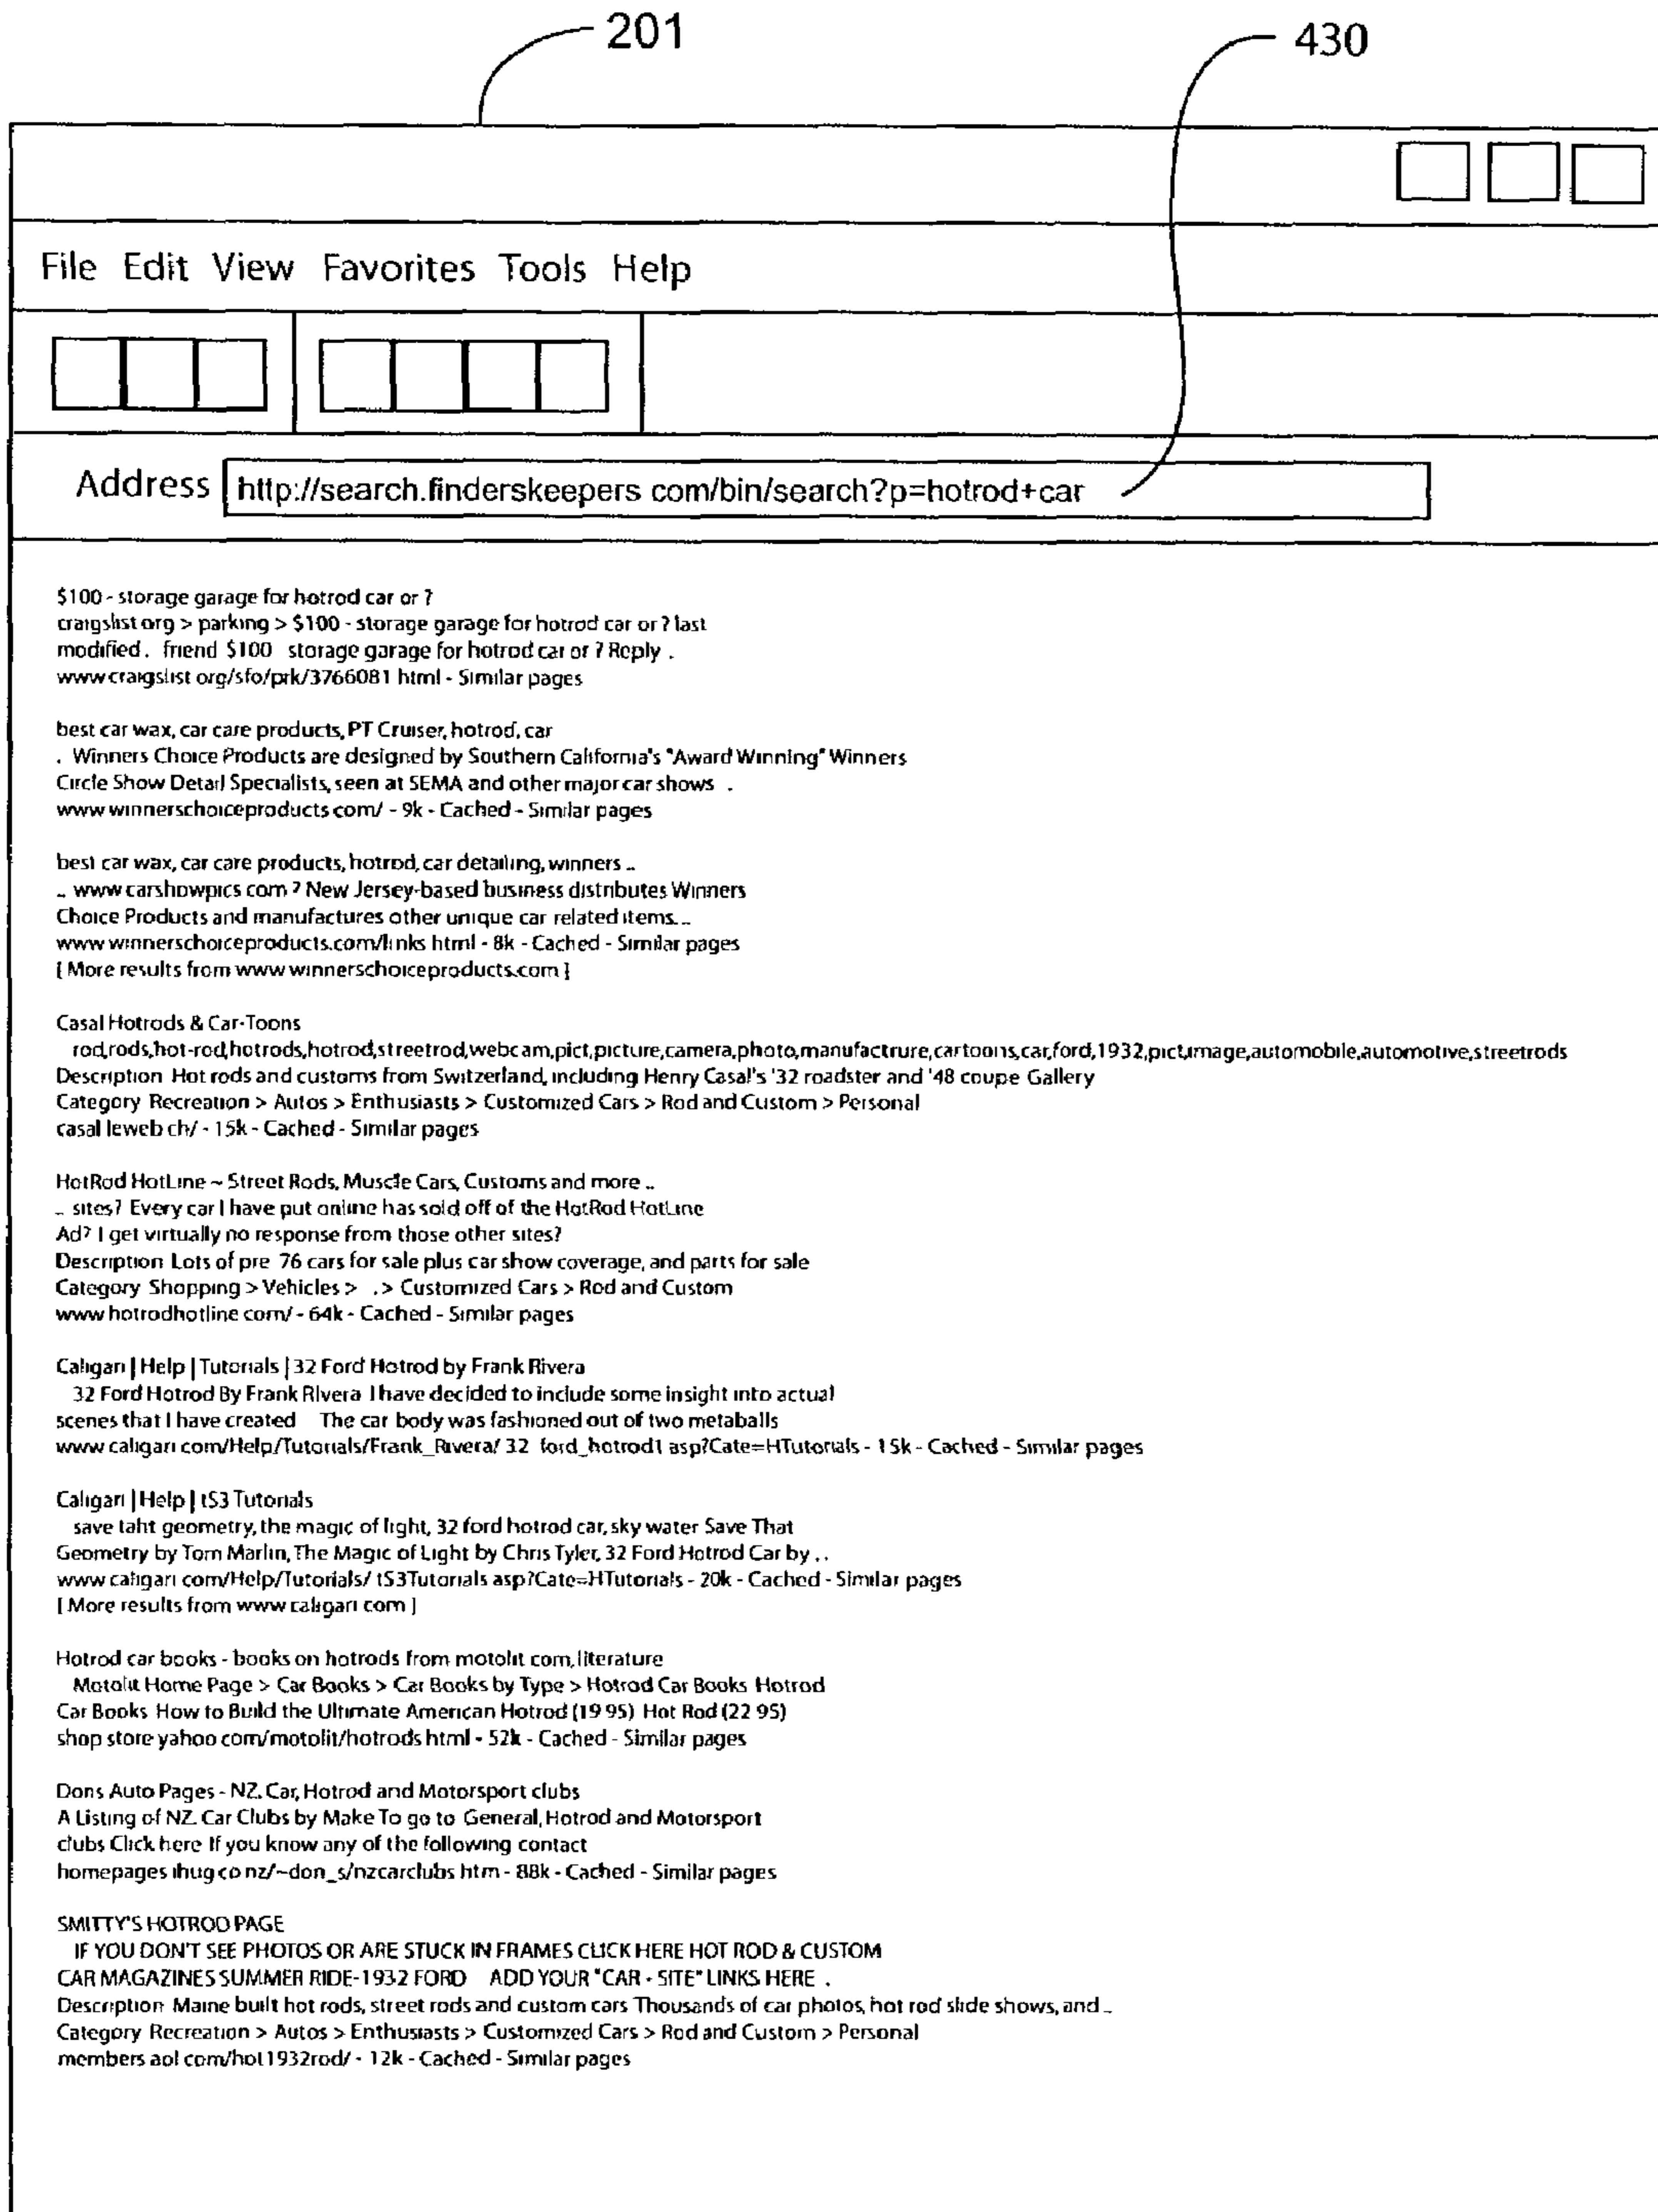 201
430
File Edit View Favorites Tools Help
Address http://search.finderskeepers com/bin/search?p=hotrod+car
$100 - storage garage for hotrod car or ?
craigslist org > parking > $100 - storage garage for hotrod car or ? last
modified . friend $100 storage garage for hotrod car or ? Reply .
www craigslist org/sfo/prk/3766081 html - Similar pages
best car wax, car care products, PT Cruiser, hotrod, car
. Winners Choice Products are designed by Southern California's "Award Winning" Winners
Circle Show Detail Specialists, seen at SEMA and other major car shows .
www winnerschoiceproducts com/ - 9k - Cached - Similar pages
best car wax, car care products, hotrod, car detailing, winners ..
.. www carshowpics com ? New Jersey-based business distributes Winners
Choice Products and manufactures other unique car related items...
www winnerschoiceproducts.com/links html - 8k - Cached - Similar pages
[ More results from www winnerschoiceproducts.com ]
Casal Hotrods & Car-Toons
rod,rods,hot-rod,hotrods,hotrod,streetrod,webcam,pict,picture,camera,photo,manufactrure,cartoons,car,ford,1932,pict,image,automobile,automotive,streetrods
Description Hot rods and customs from Switzerland, including Henry Casal's '32 roadster and '48 coupe Gallery
Category Recreation > Autos > Enthusiasts > Customized Cars > Rod and Custom > Personal
casal leweb ch/ - 15k - Cached - Similar pages
HotRod HotLine ~ Street Rods, Muscle Cars, Customs and more ..
.. sites? Every car I have put online has sold off of the HotRod HotLine
Ad? I get virtually no response from those other sites?
Description Lots of pre 76 cars for sale plus car show coverage, and parts for sale
Category Shopping > Vehicles > .> Customized Cars > Rod and Custom
www hotrodhotline com/ - 64k - Cached - Similar pages
Caligari | Help | Tutorials | 32 Ford Hotrod by Frank Rivera
32 Ford Hotrod By Frank Rivera I have decided to include some insight into actual
scenes that I have created The car body was fashioned out of two metaballs
www caligari com/Help/Tutorials/Frank_Rivera/ 32 ford_hotrod1 asp?Cate=HTutorials - 15k - Cached - Similar pages
Caligari | Help | tS3 Tutorials
save taht geometry, the magic of light, 32 ford hotrod car, sky water Save That
Geometry by Tom Marlin, The Magic of Light by Chris Tyler, 32 Ford Hotrod Car by ..
www caligari com/Help/Tutorials/ tS3Tutorials asp?Cate=HTutorials - 20k - Cached - Similar pages
[ More results from www caligari com ]
Hotrod car books - books on hotrods from motolit com, literature
Motolit Home Page > Car Books > Car Books by Type > Hotrod Car Books Hotrod
Car Books How to Build the Ultimate American Hotrod (19 95) Hot Rod (22 95)
shop store yahoo com/motolit/hotrods html - 52k - Cached - Similar pages
Dons Auto Pages - NZ. Car, Hotrod and Motorsport clubs
A Listing of NZ Car Clubs by Make To go to General, Hotrod and Motorsport
clubs Click here If you know any of the following contact
homepages ihug co nz/~don_s/nzcarclubs htm - 88k - Cached - Similar pages
SMITTY'S HOTROD PAGE
IF YOU DON'T SEE PHOTOS OR ARE STUCK IN FRAMES CLICK HERE HOT ROD & CUSTOM
CAR MAGAZINES SUMMER RIDE-1932 FORD ADD YOUR "CAR - SITE" LINKS HERE .
Description Maine built hot rods, street rods and custom cars Thousands of car photos, hot rod slide shows, and ..
Category Recreation > Autos > Enthusiasts > Customized Cars > Rod and Custom > Personal
members aol com/hot1932rod/ - 12k - Cached - Similar pages